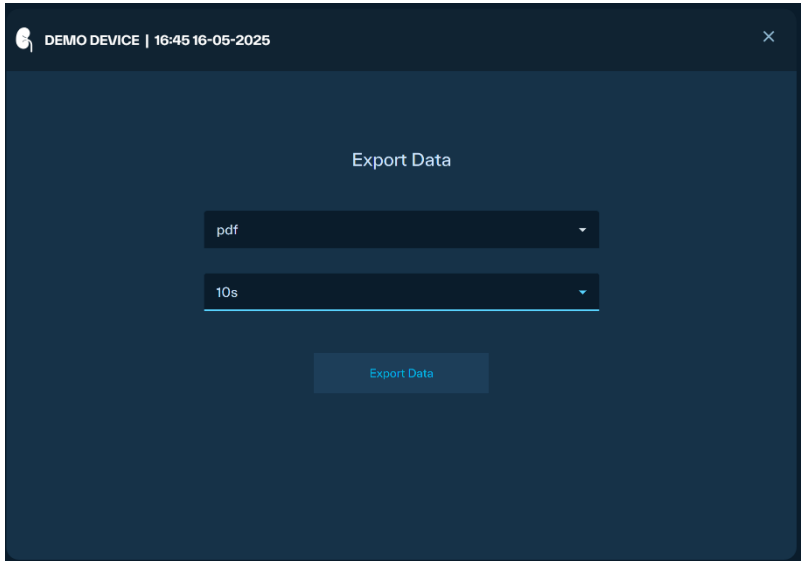 DEMO DEVICE | 16:45 16-05-2025
Export Data
pdf
10s
Export Data